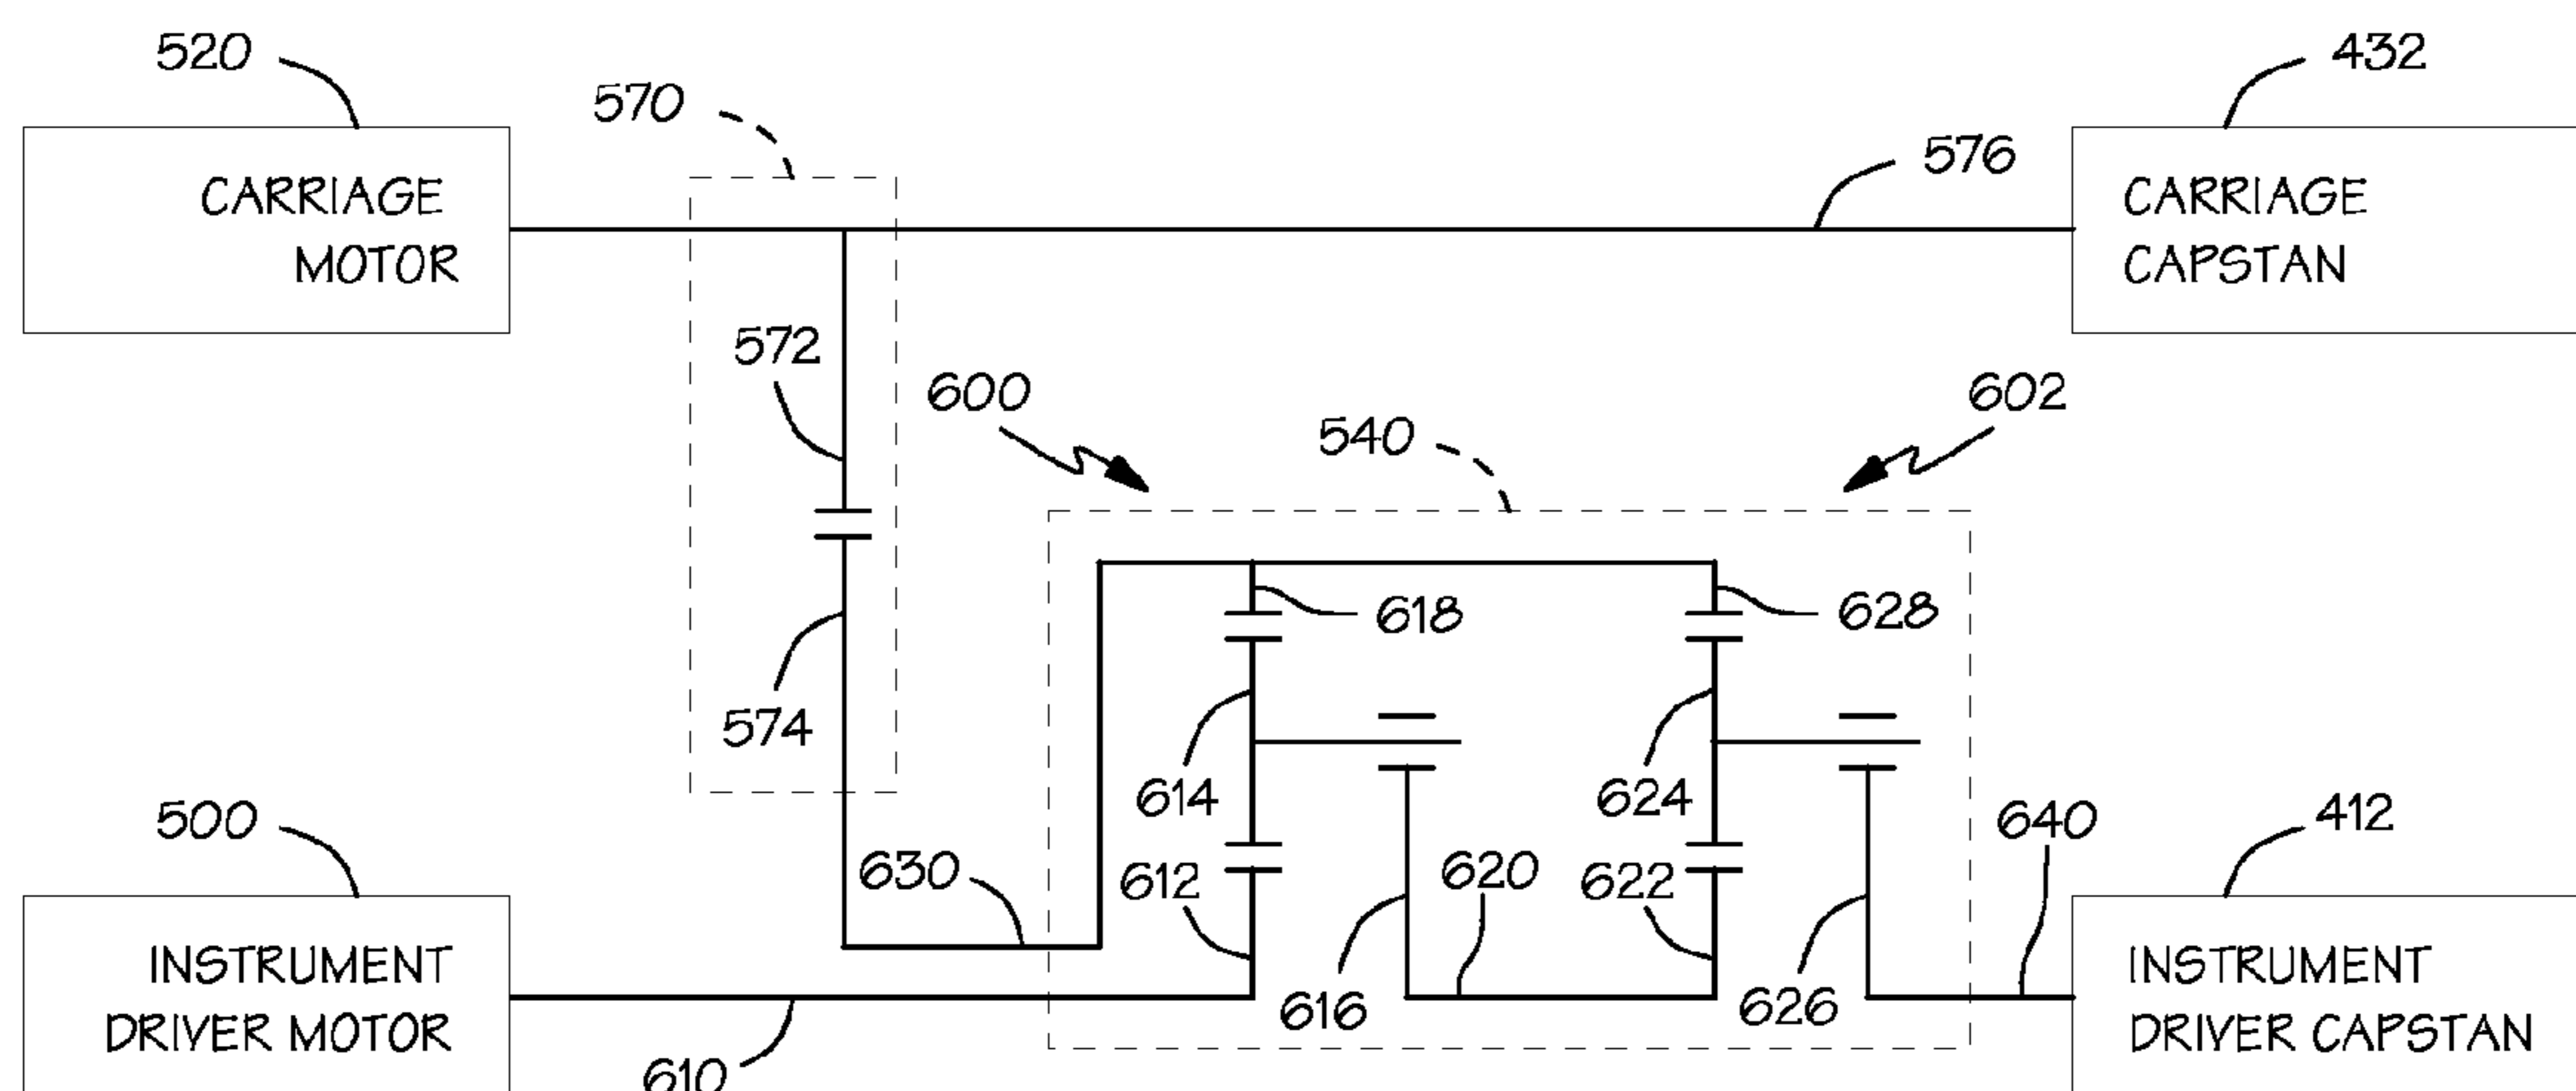 520
432
570
576
CARRIAGE
MOTOR
CARRIAGE
CAPSTAN
572
600
602
540
618
628
574
614
624
500
640
412
630
612
620
622
INSTRUMENT
DRIVER MOTOR
616
626
INSTRUMENT
DRIVER CAPSTAN
610